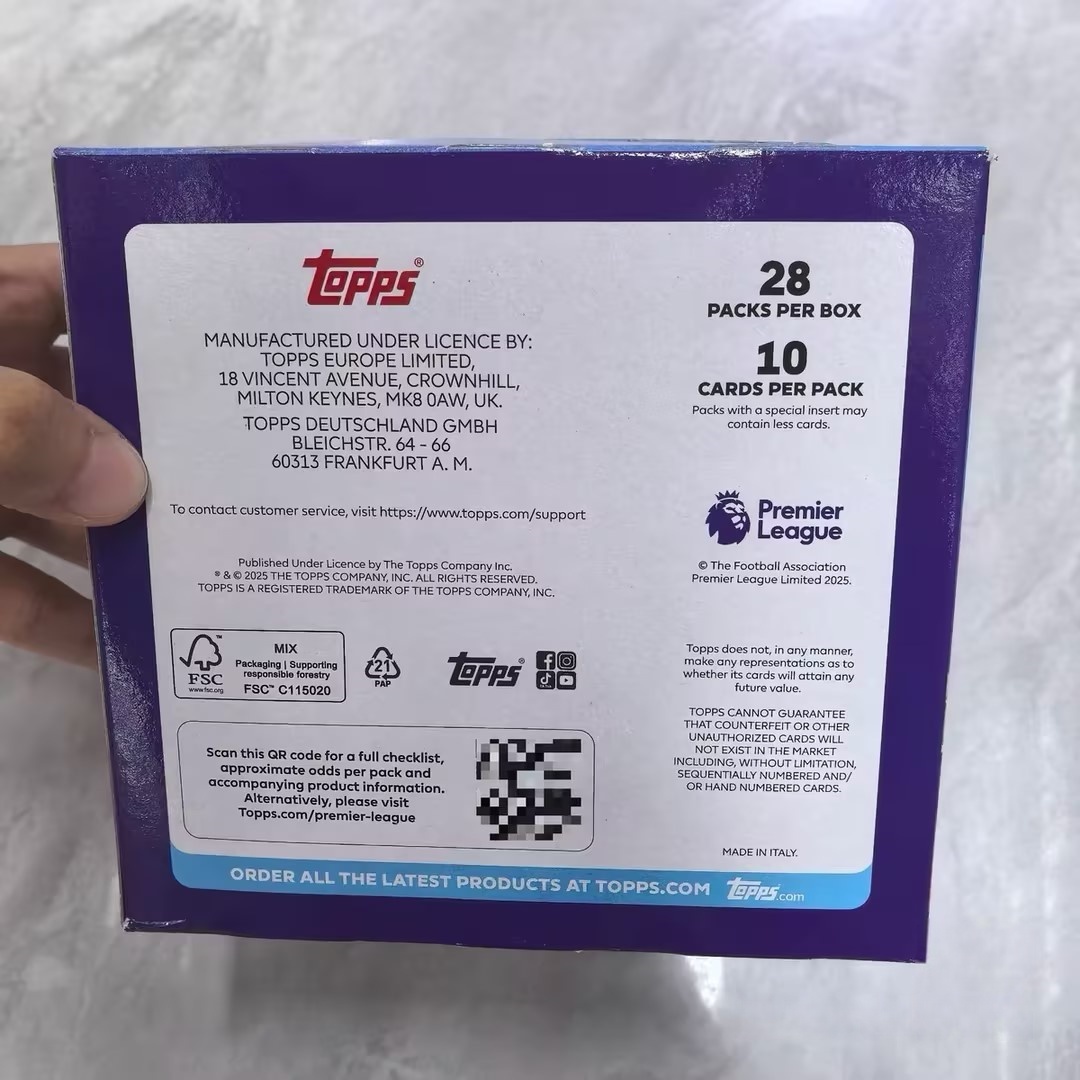 topps®
MANUFACTURED UNDER LICENCE BY:
TOPPS EUROPE LIMITED,
18 VINCENT AVENUE, CROWNHILL,
MILTON KEYNES, MK8 0AW, UK.
TOPPS DEUTSCHLAND GMBH
BLEICHSTR. 64 - 66
60313 FRANKFURT A. M.
To contact customer service, visit https://www.topps.com/support
Published Under Licence by The Topps Company Inc.
® & © 2025 THE TOPPS COMPANY, INC. ALL RIGHTS RESERVED.
TOPPS IS A REGISTERED TRADEMARK OF THE TOPPS COMPANY, INC.
FSC
www.fsc.org
MIX
Packaging | Supporting
responsible forestry
FSC™ C115020
21
PAP
topps®
TikTok
Scan this QR code for a full checklist,
approximate odds per pack and
accompanying product information.
Alternatively, please visit
Topps.com/premier-league
28
PACKS PER BOX
10
CARDS PER PACK
Packs with a special insert may
contain less cards.
Premier
League
© The Football Association
Premier League Limited 2025.
Topps does not, in any manner,
make any representations as to
whether its cards will attain any
future value.
TOPPS CANNOT GUARANTEE
THAT COUNTERFEIT OR OTHER
UNAUTHORIZED CARDS WILL
NOT EXIST IN THE MARKET
INCLUDING, WITHOUT LIMITATION,
SEQUENTIALLY NUMBERED AND/
OR HAND NUMBERED CARDS.
MADE IN ITALY.
ORDER ALL THE LATEST PRODUCTS AT TOPPS.COM topps.com